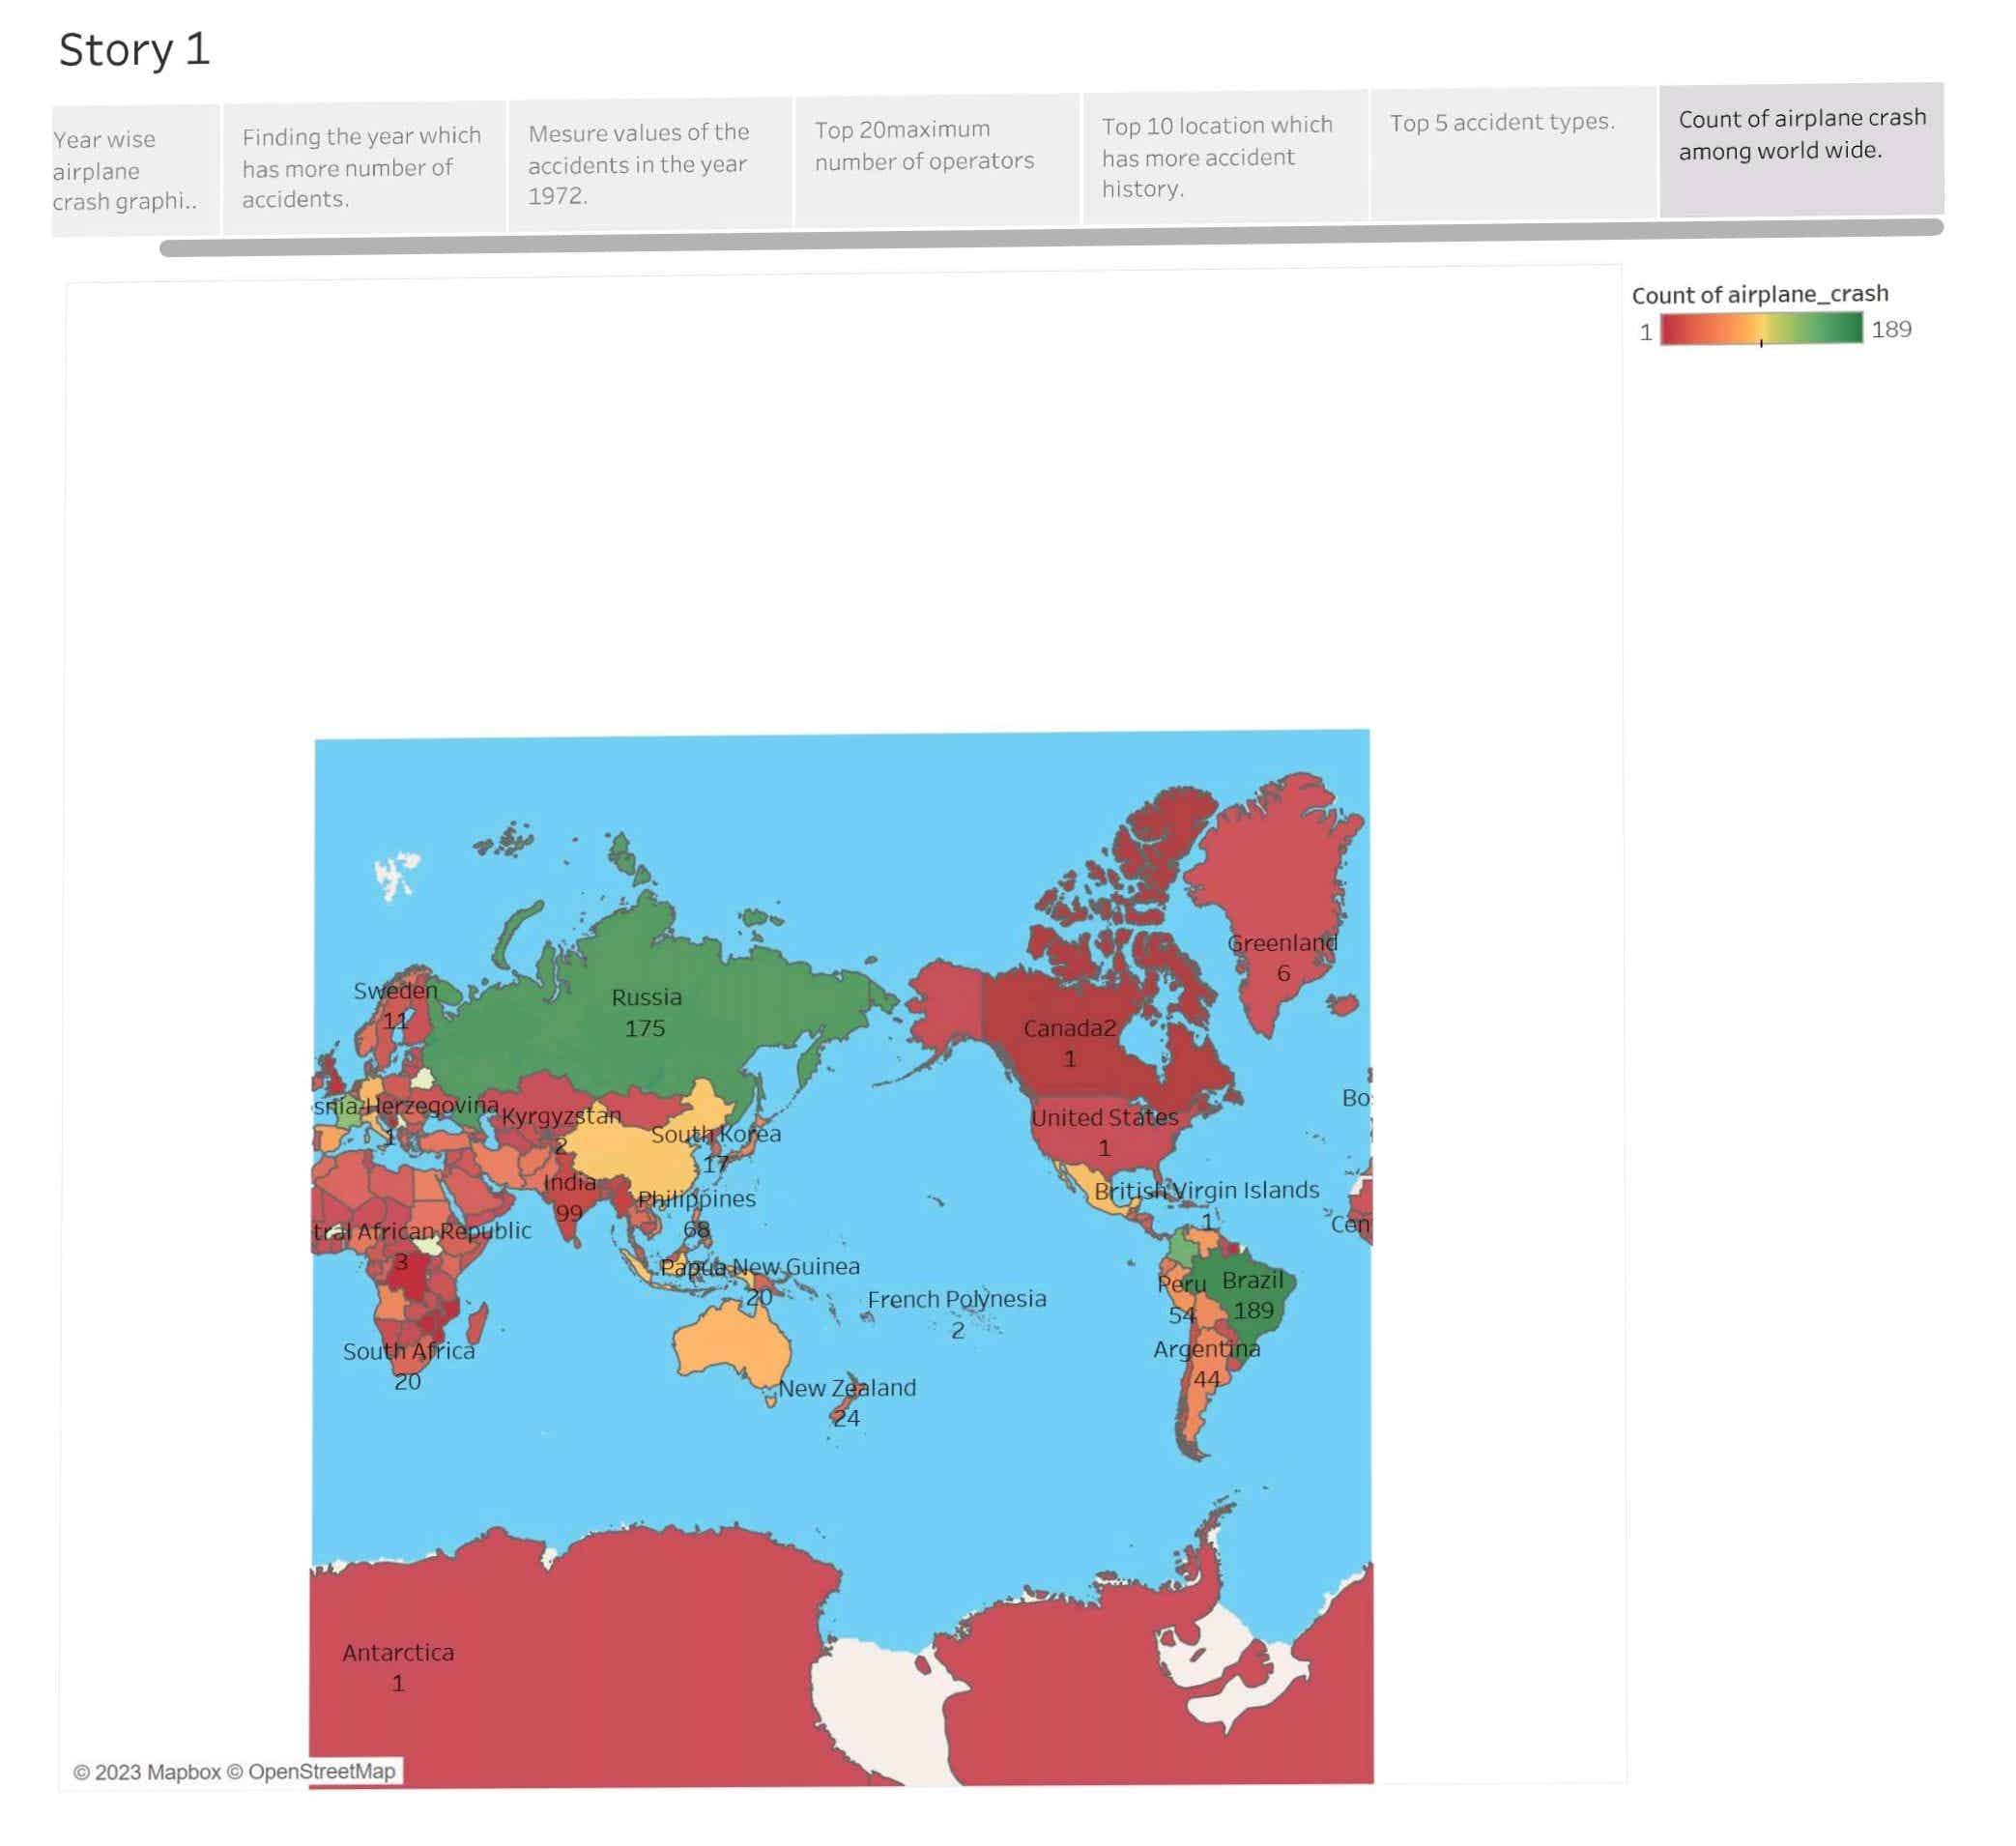 Story 1
Year wise
airplane
crash graphi..
Finding the year which
has more number of
accidents.
Mesure values of the
accidents in the year
1972.
Top 20maximum
number of operators
Top 10 location which
has more accident
history.
Top 5 accident types.
Count of airplane crash
among world wide.
Count of airplane_crash
1 189
Greenland
6
Sweden
11
Russia
175
Canada2
1
snia-Herzegovina
1
Kyrgyzstan
2
South Korea
17
United States
1
Bos
India
99
Philippines
68
British Virgin Islands
1
tral African Republic
3
Cen
Papua New Guinea
20
French Polynesia
2
Peru
54
Brazil
189
South Africa
20
Argentina
44
New Zealand
24
Antarctica
1
© 2023 Mapbox © OpenStreetMap